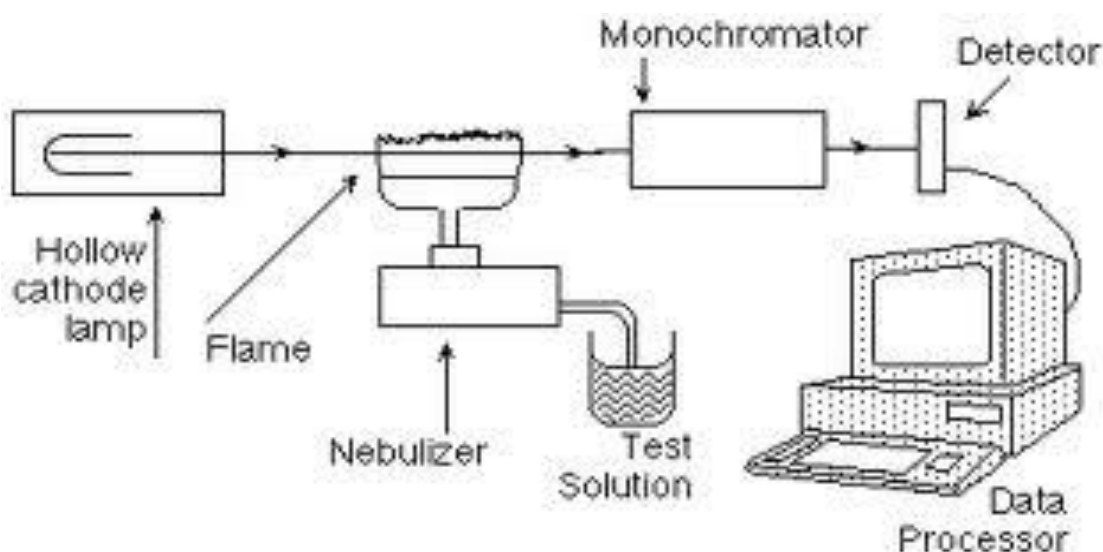 Monochromator
Detector
Hollow
cathode
lamp
Flame
Nebulizer
Test
Solution
Data
Processor